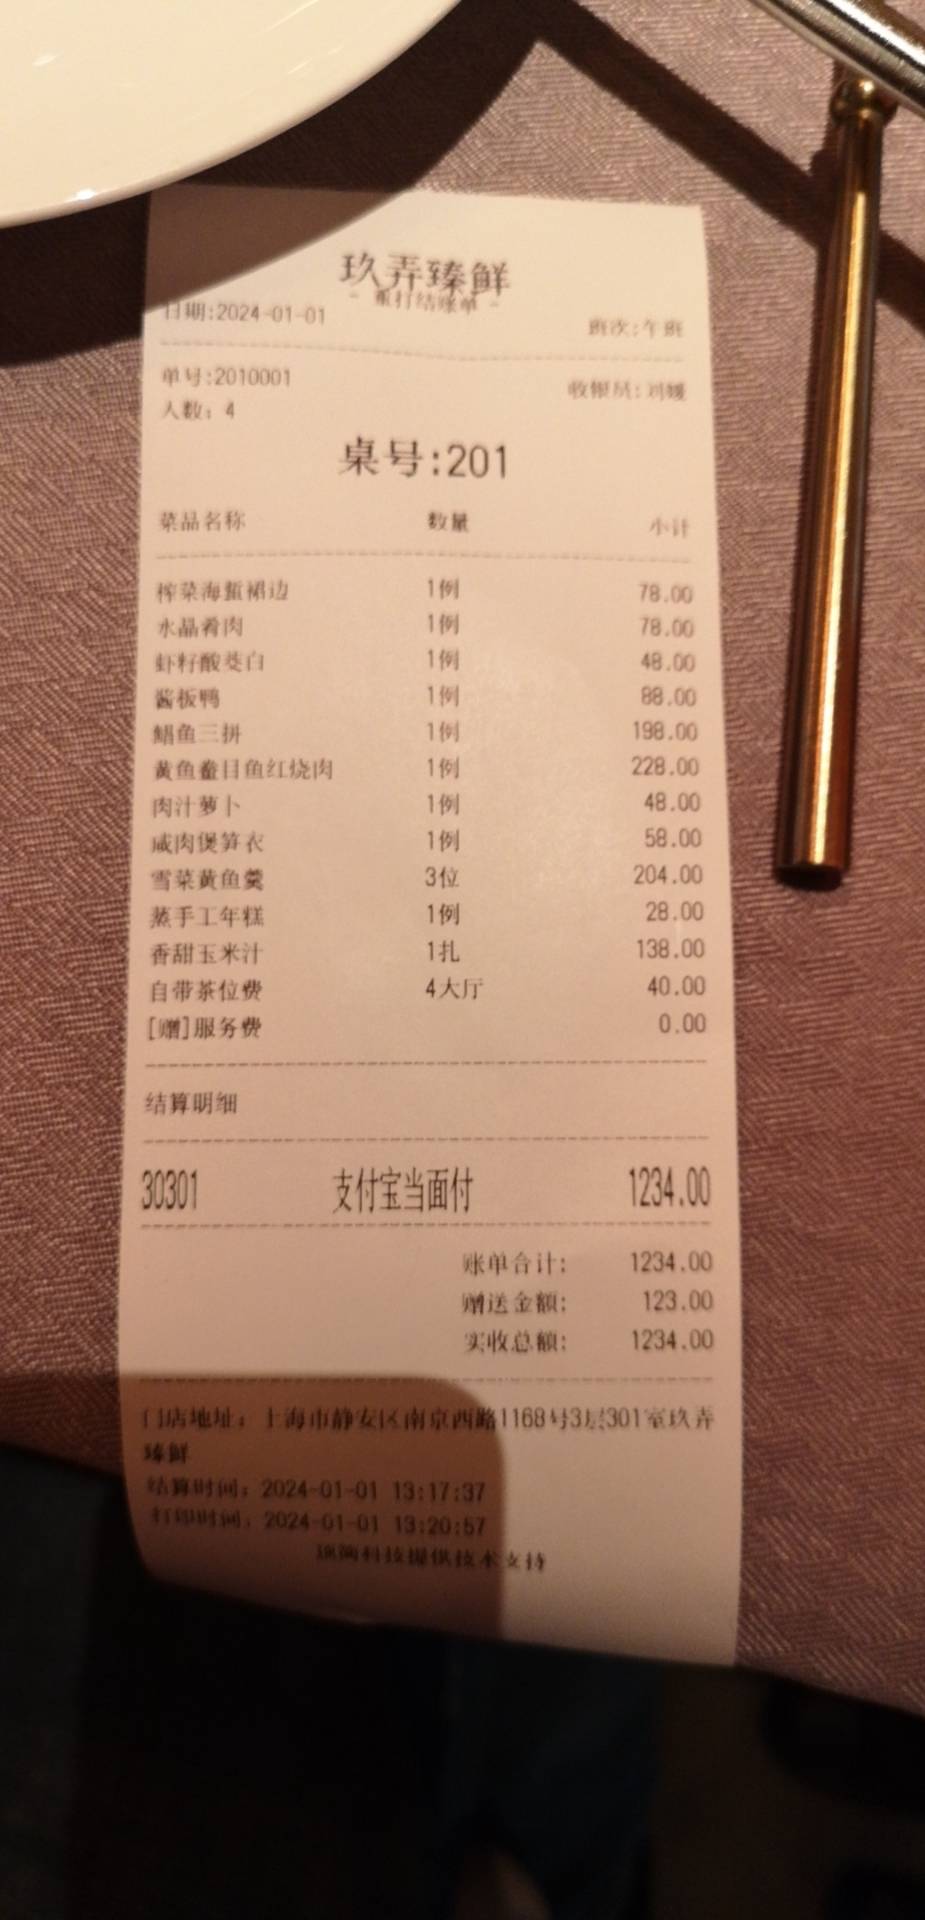 玖弄臻鲜
- 重打结账单 -
日期:2024-01-01 班次:午班
单号:2010001 收银员:刘媛
人数: 4
桌号:201
菜品名称 数量 小计
榨菜海蜇裙边 1例 78.00
水晶肴肉 1例 78.00
虾籽酸茭白 1例 48.00
酱板鸭 1例 88.00
鲳鱼三拼 1例 198.00
黄鱼鲞目鱼红烧肉 1例 228.00
肉汁萝卜 1例 48.00
咸肉煲笋衣 1例 58.00
雪菜黄鱼羹 3位 204.00
蒸手工年糕 1例 28.00
香甜玉米汁 1扎 138.00
自带茶位费 4大厅 40.00
[赠]服务费 0.00
结算明细
30301 支付宝当面付 1234.00
账单合计: 1234.00
赠送金额: 123.00
实收总额: 1234.00
门店地址: 上海市静安区南京西路1168号3层301室玖弄
臻鲜
结算时间: 2024-01-01 13:17:37
打印时间: 2024-01-01 13:20:57
科技提供技术支持